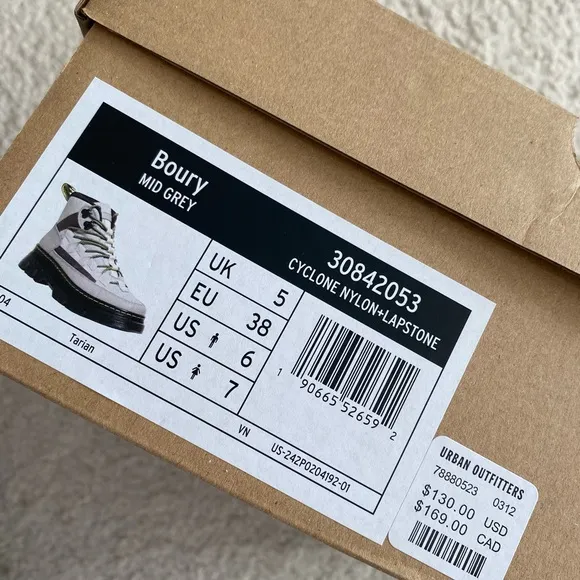 Boury
MID GREY
30842053
CYCLONE NYLON+LAPSTONE
UK 5
EU 38
US 6
US 7
04
Tarian
1 90665 52659 2
VN
US-242P0204192-01
URBAN OUTFITTERS
78880523 0312
$130.00 USD
$169.00 CAD